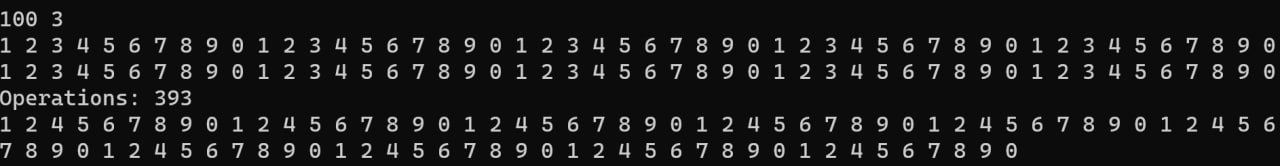 100 3
1 2 3 4 5 6 7 8 9 0 1 2 3 4 5 6 7 8 9 0 1 2 3 4 5 6 7 8 9 0 1 2 3 4 5 6 7 8 9 0 1 2 3 4 5 6 7 8 9 0
1 2 3 4 5 6 7 8 9 0 1 2 3 4 5 6 7 8 9 0 1 2 3 4 5 6 7 8 9 0 1 2 3 4 5 6 7 8 9 0 1 2 3 4 5 6 7 8 9 0
Operations: 393
1 2 4 5 6 7 8 9 0 1 2 4 5 6 7 8 9 0 1 2 4 5 6 7 8 9 0 1 2 4 5 6 7 8 9 0 1 2 4 5 6 7 8 9 0 1 2 4 5 6
7 8 9 0 1 2 4 5 6 7 8 9 0 1 2 4 5 6 7 8 9 0 1 2 4 5 6 7 8 9 0 1 2 4 5 6 7 8 9 0